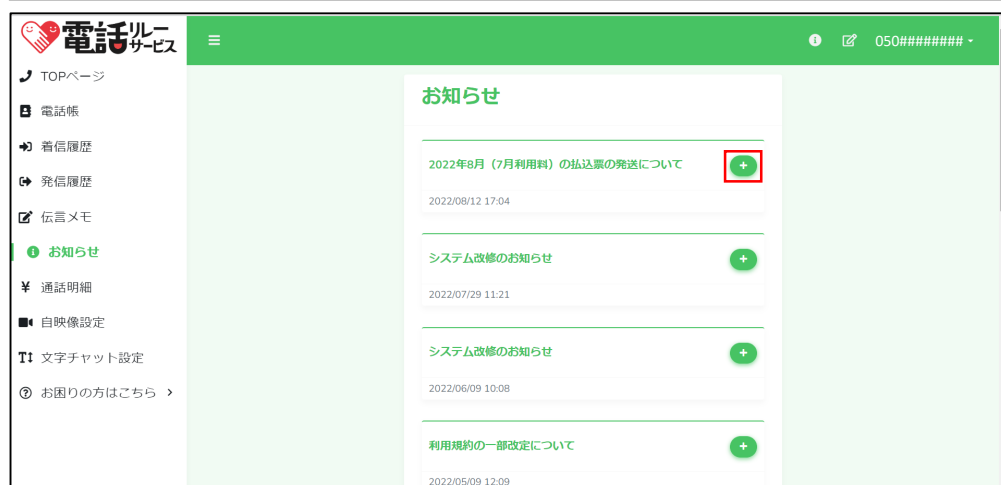 電話リレーサービス
050########
TOPページ
電話帳
着信履歴
発信履歴
伝言メモ
お知らせ
通話明細
自映像設定
文字チャット設定
お困りの方はこちら
お知らせ
2022年8月（7月利用料）の払込票の発送について
2022/08/12 17:04
システム改修のお知らせ
2022/07/29 11:21
システム改修のお知らせ
2022/06/09 10:08
利用規約の一部改定について
2022/05/09 12:09